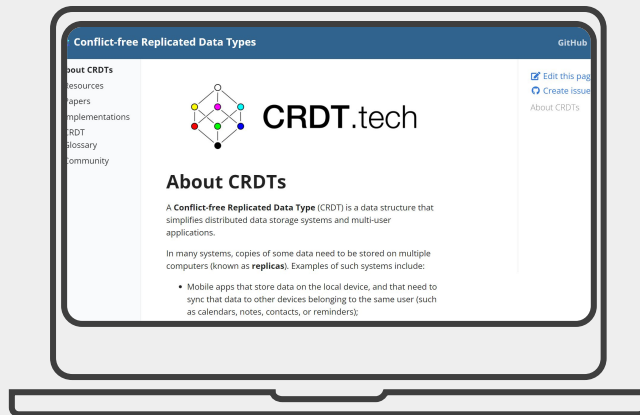 Conflict-free Replicated Data Types
GitHub
bout CRDTs
esources
apers
mplementations
CRDT
Glossary
ommunity
CRDT.tech
Edit this pag
Create issue
About CRDTs
About CRDTs
A Conflict-free Replicated Data Type (CRDT) is a data structure that
simplifies distributed data storage systems and multi-user
applications.
In many systems, copies of some data need to be stored on multiple
computers (known as replicas). Examples of such systems include:
• Mobile apps that store data on the local device, and that need to
sync that data to other devices belonging to the same user (such
as calendars, notes, contacts, or reminders);